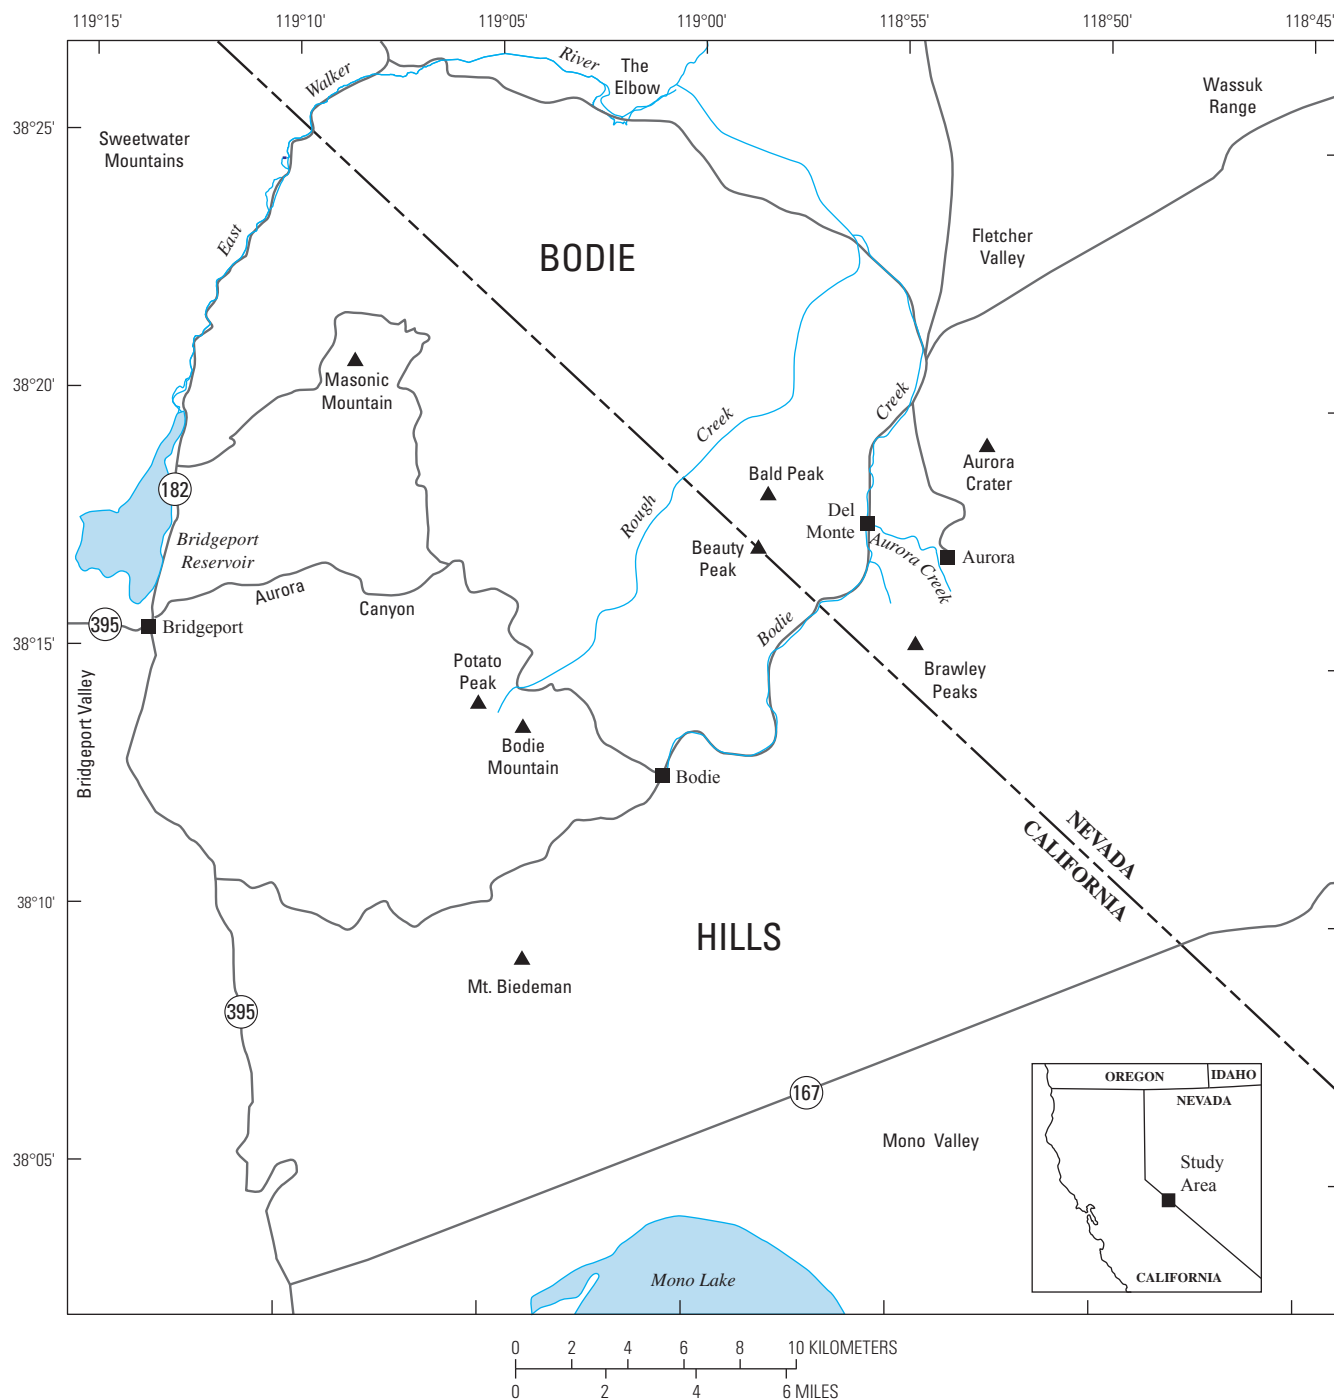 119°15'
119°10'
119°05'
119°00'
118°55'
118°50'
118°45'
38°25'
38°20'
38°15'
38°10'
38°05'
Walker
River
The
Elbow
Wassuk
Range
Sweetwater
Mountains
East
BODIE
Fletcher
Valley
Masonic
Mountain
Creek
Creek
Aurora
Crater
Bald Peak
182
Rough
Del
Monte
Bridgeport
Reservoir
Beauty
Peak
Aurora Creek
Aurora
Aurora
Canyon
395
Bridgeport
Bodie
Potato
Peak
Brawley
Peaks
Bridgeport Valley
Bodie
Mountain
Bodie
NEVADA
CALIFORNIA
HILLS
Mt. Biedeman
395
167
Mono Valley
OREGON
IDAHO
NEVADA
Study
Area
CALIFORNIA
Mono Lake
0 2 4 6 8 10 KILOMETERS
0 2 4 6 MILES